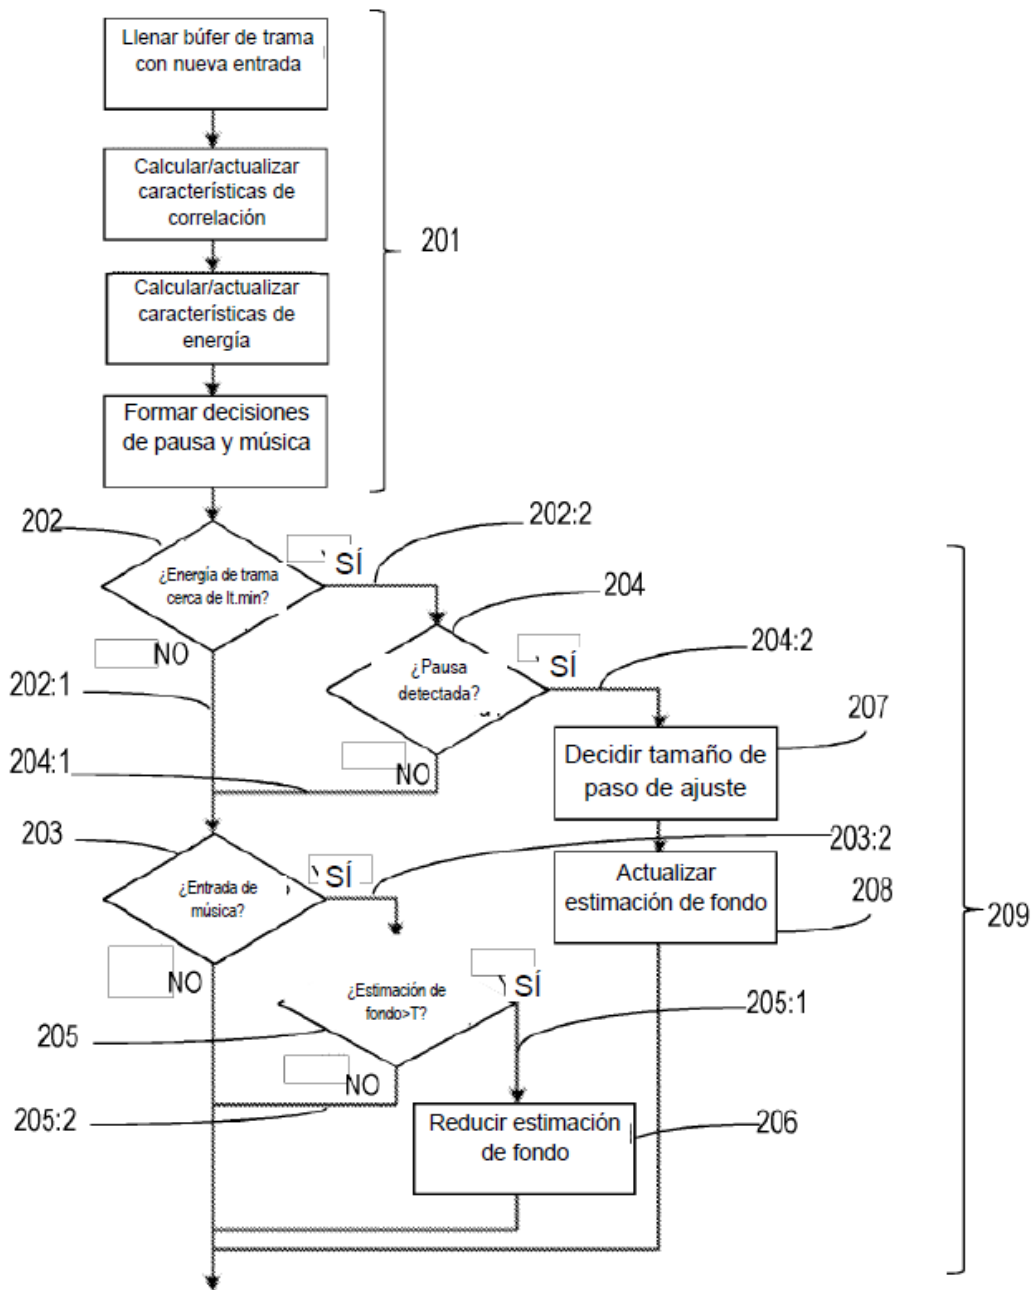 Llenar búfer de trama
con nueva entrada
Calcular/actualizar
características de
correlación
201
Calcular/actualizar
características de
energía
Formar decisiones
de pausa y música
202
202:2
SÍ
¿Energía de trama
cerca de lt.min?
204
NO
204:2
¿Pausa
detectada?
SÍ
202:1
207
204:1
NO
Decidir tamaño de
paso de ajuste
203
203:2
¿Entrada de
música?
SÍ
Actualizar
estimación de fondo
208
209
NO
¿Estimación de
fondo>T?
SÍ
205:1
205
NO
205:2
Reducir estimación
de fondo
206